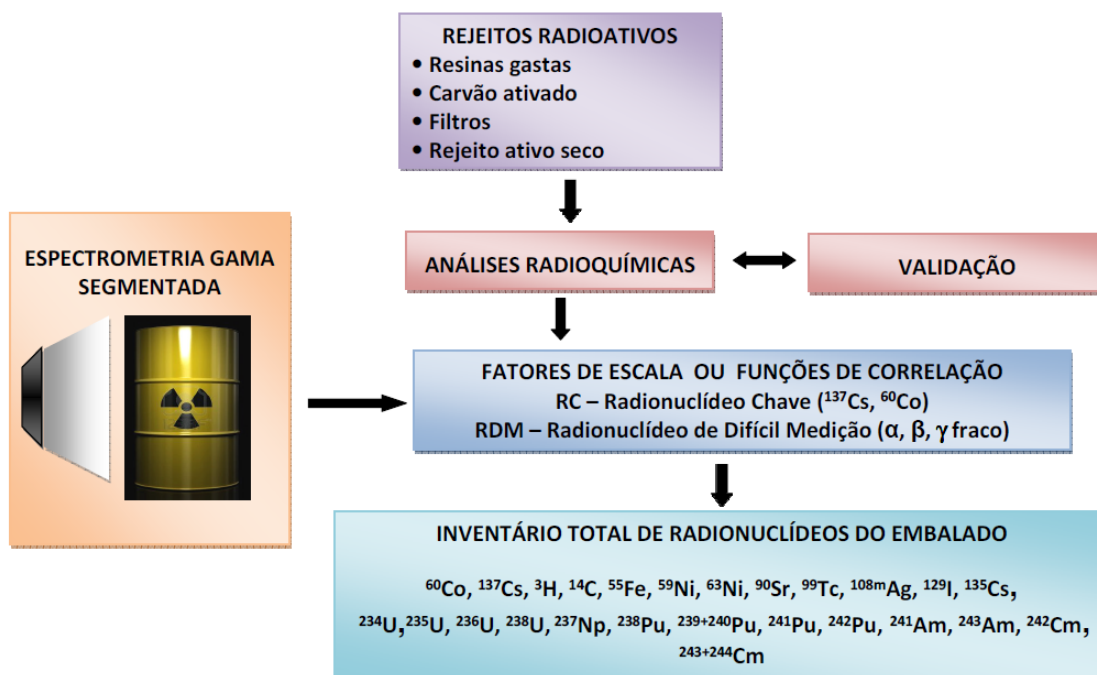 REJEITOS RADIOATIVOS
• Resinas gastas
• Carvão ativado
• Filtros
• Rejeito ativo seco
ESPECTROMETRIA GAMA
SEGMENTADA
ANÁLISES RADIOQUÍMICAS
VALIDAÇÃO
FATORES DE ESCALA OU FUNÇÕES DE CORRELAÇÃO
RC – Radionuclídeo Chave (¹³⁷Cs, ⁶⁰Co)
RDM – Radionuclídeo de Difícil Medição (α, β, γ fraco)
INVENTÁRIO TOTAL DE RADIONUCLÍDEOS DO EMBALADO
⁶⁰Co, ¹³⁷Cs, ³H, ¹⁴C, ⁵⁵Fe, ⁵⁹Ni, ⁶³Ni, ⁹⁰Sr, ⁹⁹Tc, ¹⁰⁸ᵐAg, ¹²⁹I, ¹³⁵Cs,
²³⁴U,²³⁵U, ²³⁶U, ²³⁸U, ²³⁷Np, ²³⁸Pu, ²³⁹⁺²⁴⁰Pu, ²⁴¹Pu, ²⁴²Pu, ²⁴¹Am, ²⁴³Am, ²⁴²Cm,
²⁴³⁺²⁴⁴Cm